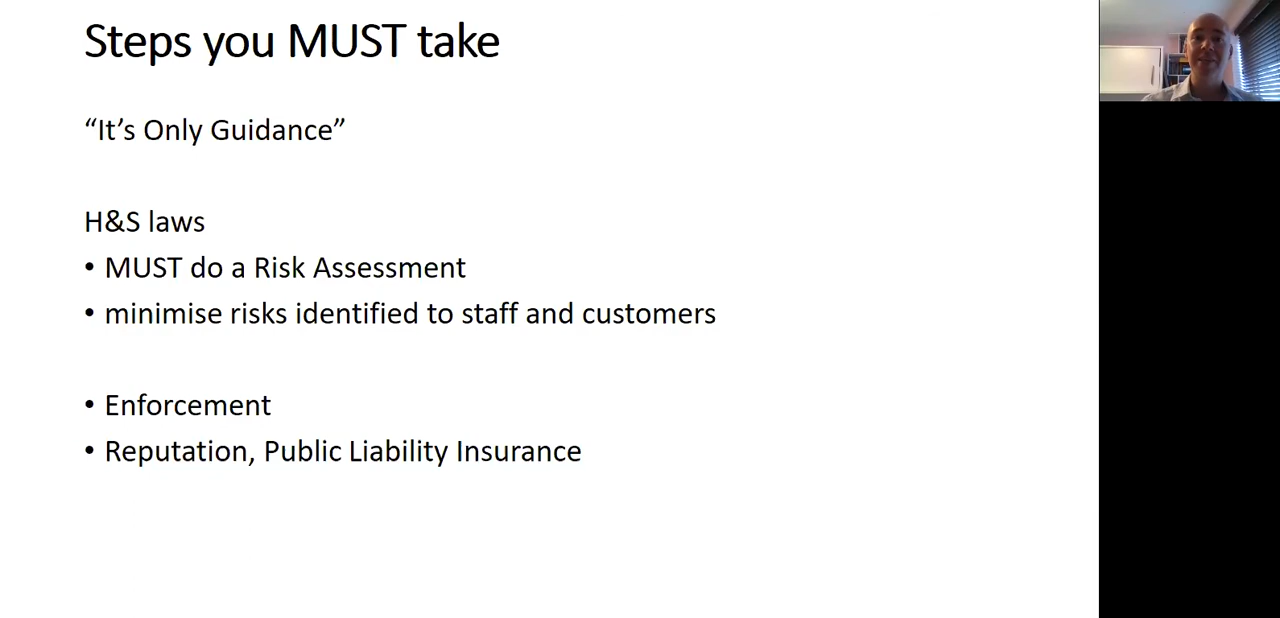 Steps you MUST take
“It’s Only Guidance”
H&S laws
• MUST do a Risk Assessment
• minimise risks identified to staff and customers
• Enforcement
• Reputation, Public Liability Insurance